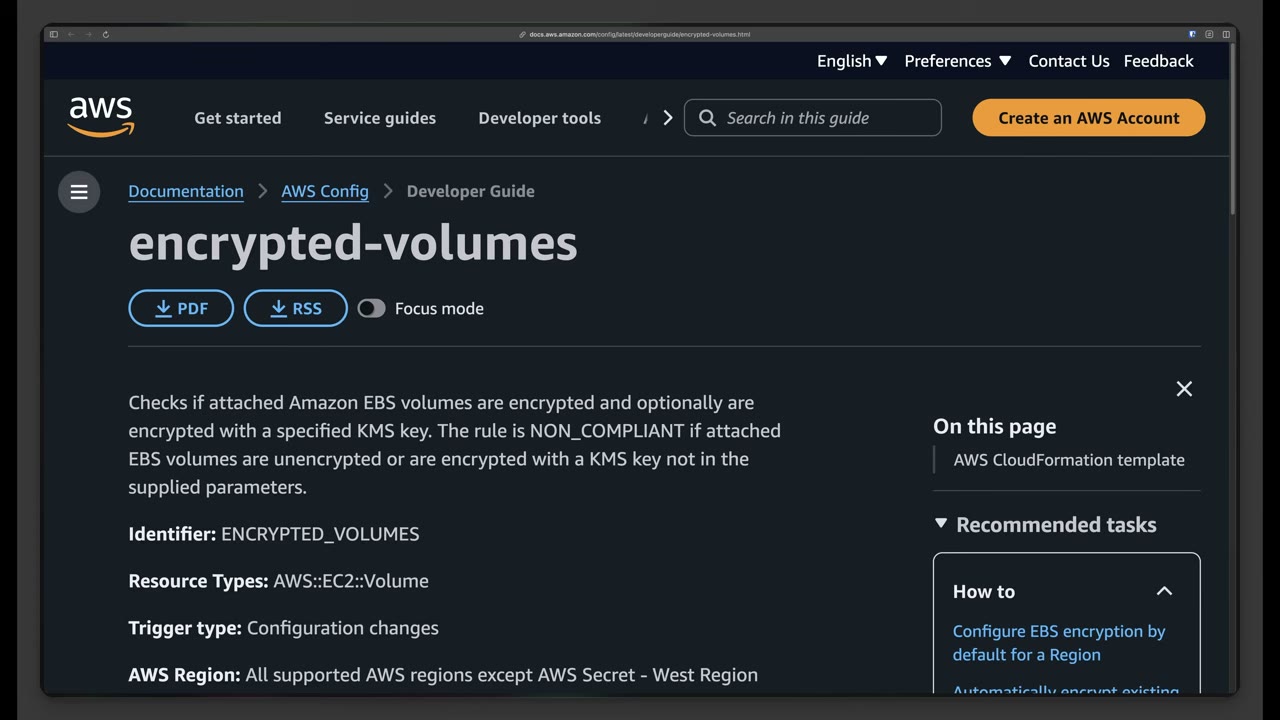 docs.aws.amazon.com/config/latest/developerguide/encrypted-volumes.html
English Preferences Contact Us Feedback
aws Get started Service guides Developer tools Search in this guide Create an AWS Account
Documentation AWS Config Developer Guide
encrypted-volumes
PDF RSS Focus mode
Checks if attached Amazon EBS volumes are encrypted and optionally are
encrypted with a specified KMS key. The rule is NON_COMPLIANT if attached
EBS volumes are unencrypted or are encrypted with a KMS key not in the
supplied parameters.
Identifier: ENCRYPTED_VOLUMES
Resource Types: AWS::EC2::Volume
Trigger type: Configuration changes
AWS Region: All supported AWS regions except AWS Secret - West Region
On this page
AWS CloudFormation template
Recommended tasks
How to
Configure EBS encryption by
default for a Region
Automatically encrypt existing